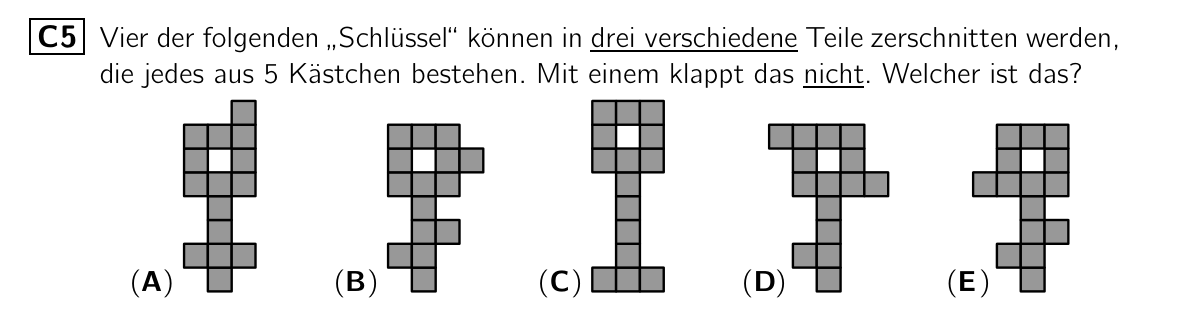 C5 Vier der folgenden „Schlüssel“ können in drei verschiedene Teile zerschnitten werden,
die jedes aus 5 Kästchen bestehen. Mit einem klappt das nicht. Welcher ist das?
(A) (B) (C) (D) (E)